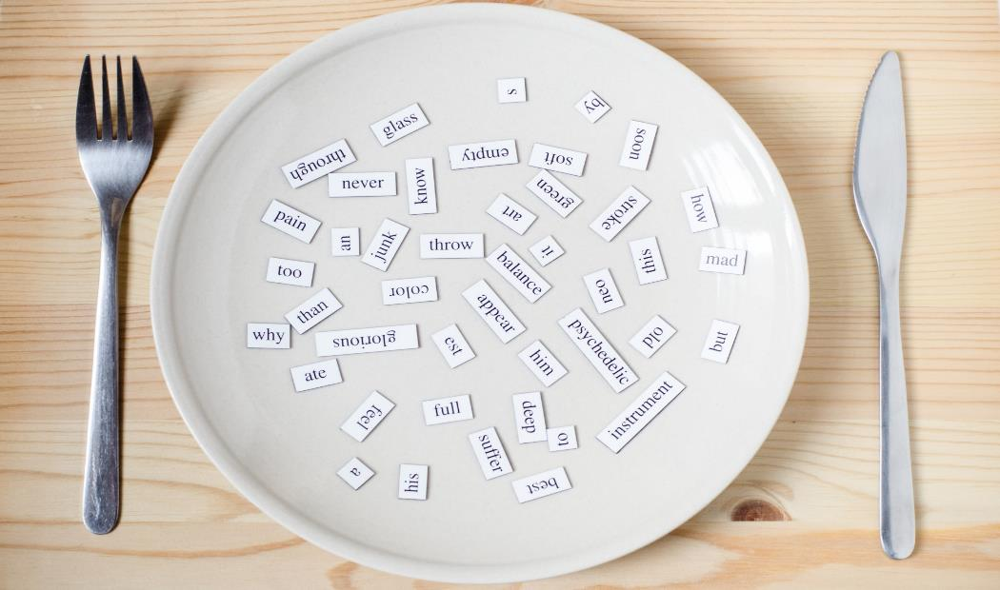 s
by
glass
soon
through
empty
soft
never
know
green
art
stroke
how
pain
an
junk
throw
it
this
mad
too
balance
color
neo
than
appear
why
glorious
est
psychedelic
old
but
ate
him
feel
full
deep
instrument
to
suffer
a
his
best